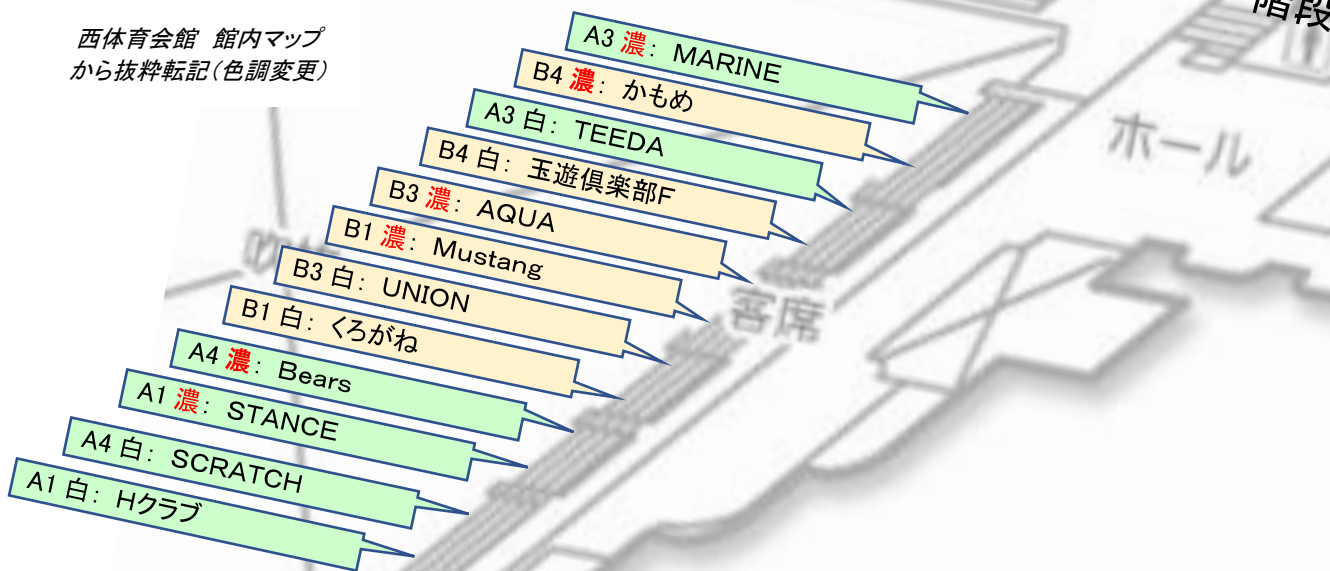 西体育会館 館内マップ
から抜粋転記(色調変更)
階段
A3 濃: MARINE
B4 濃: かもめ
A3 白: TEEDA
B4 白: 玉遊倶楽部F
B3 濃: AQUA
B1 濃: Mustang
B3 白: UNION
B1 白: くろがね
A4 濃: Bears
A1 濃: STANCE
A4 白: SCRATCH
A1 白: Hクラブ
ホール
客席